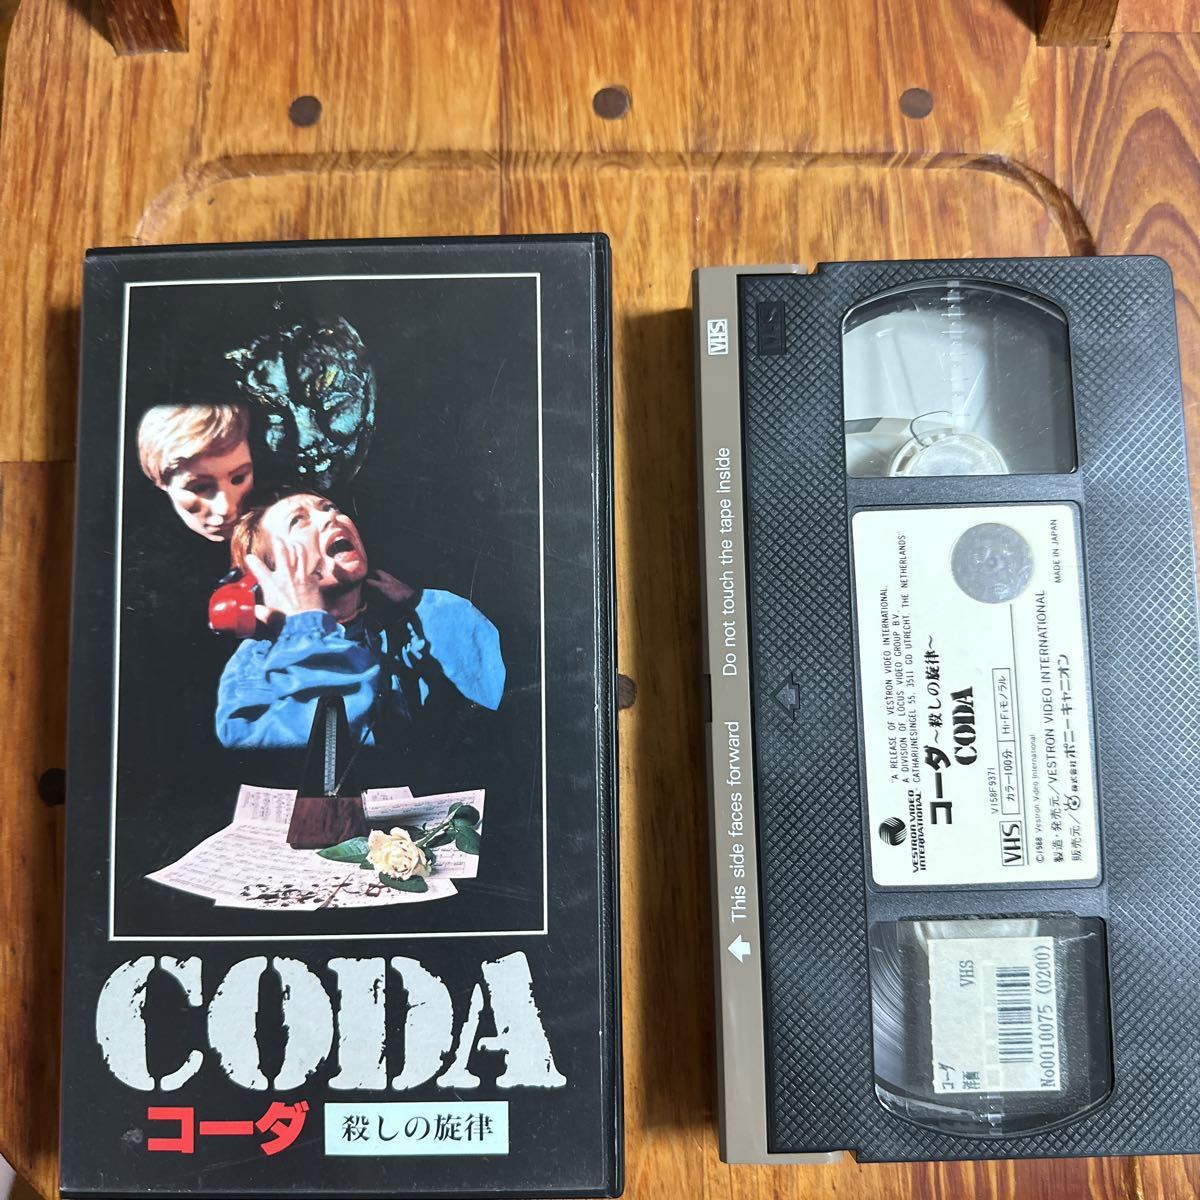 CODA
コーダ
殺しの旋律
VHS
This side faces forward
Do not touch the tape inside
VHS
VESTRON VIDEO
INTERNATIONAL
"A RELEASE OF VESTRON VIDEO INTERNATIONAL
A DIVISION OF LOCUS VIDEO GROUP B.V.
CATHARIJNESINGEL 55, 3511 GD UTRECHT THE NETHERLANDS"
コーダ~殺しの旋律~
CODA
V158F9371
VHS
カラー100分
Hi-Fiモノラル
©1988 Vestron Video International
製造・発売元/VESTRON VIDEO INTERNATIONAL
販売元/株式会社ポニーキャニオン
MADE IN JAPAN
コーダ
洋画
VHS
No0010075 (0200)